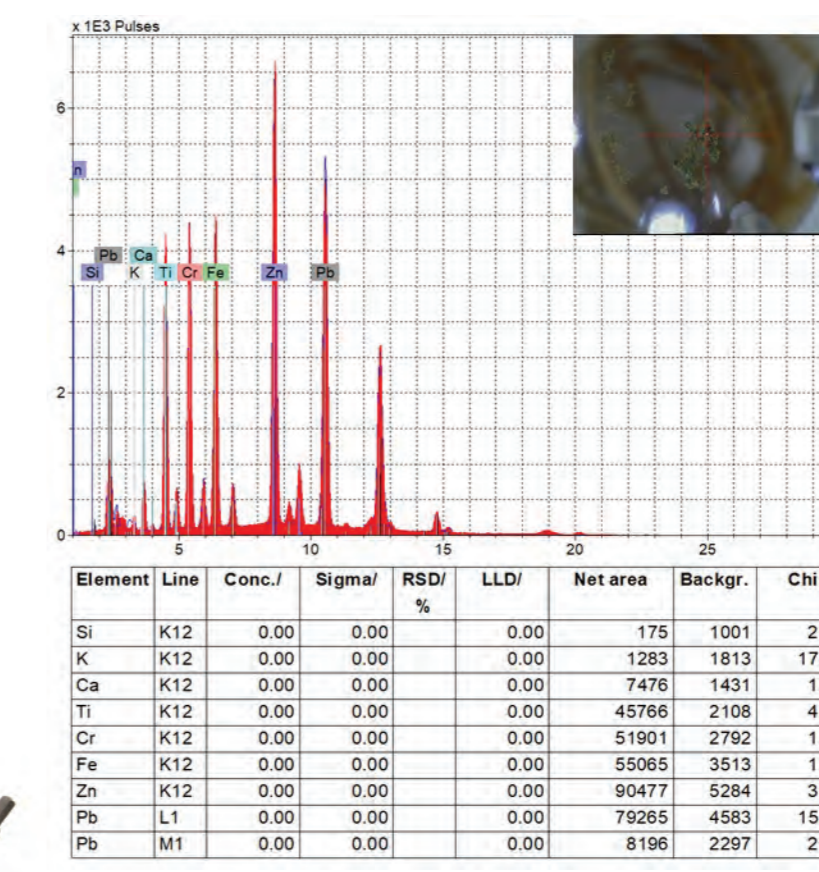 x 1E3 Pulses
6
n
4
Pb Ca
Si K Ti Cr Fe Zn Pb
2
0
5 10 15 20 25
Element Line Conc./ Sigma/ RSD/ % LLD/ Net area Backgr. Chi
Si K12 0.00 0.00 0.00 175 1001 2
K K12 0.00 0.00 0.00 1283 1813 17
Ca K12 0.00 0.00 0.00 7476 1431 1
Ti K12 0.00 0.00 0.00 45766 2108 4
Cr K12 0.00 0.00 0.00 51901 2792 1
Fe K12 0.00 0.00 0.00 55065 3513 1
Zn K12 0.00 0.00 0.00 90477 5284 3
Pb L1 0.00 0.00 0.00 79265 4583 15
Pb M1 0.00 0.00 0.00 8196 2297 2